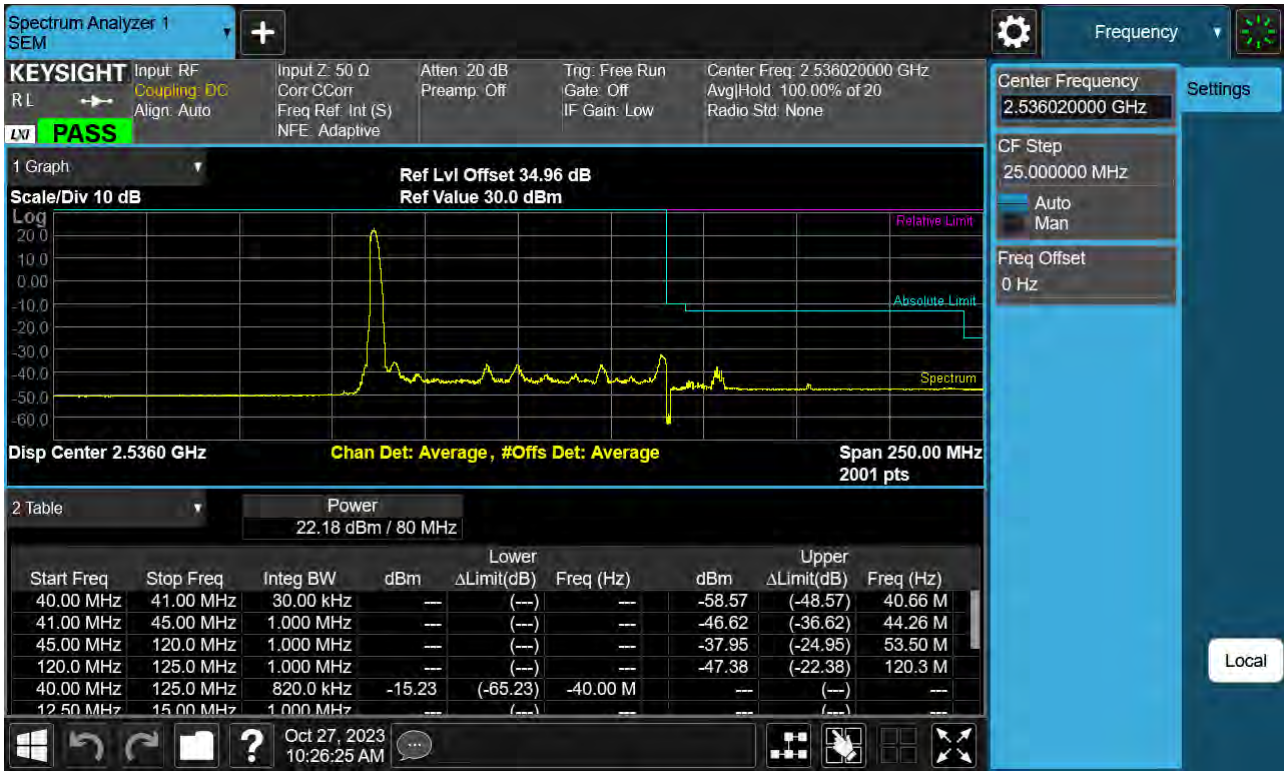 Spectrum Analyzer 1
SEM
+
Frequency
KEYSIGHT
R L
LXI PASS
Input: RF
Coupling: DC
Align: Auto
Input Z: 50 Ω
Corr CCorr
Freq Ref: Int (S)
NFE: Adaptive
Atten: 20 dB
Preamp: Off
Trig: Free Run
Gate: Off
IF Gain: Low
Center Freq: 2.536020000 GHz
Avg|Hold: 100.00% of 20
Radio Std: None
Center Frequency
2.536020000 GHz
Settings
CF Step
25.000000 MHz
Auto
Man
Freq Offset
0 Hz
1 Graph
Scale/Div 10 dB
Ref Lvl Offset 34.96 dB
Ref Value 30.0 dBm
Log
20.0
10.0
0.00
-10.0
-20.0
-30.0
-40.0
-50.0
-60.0
Relative Limit
Absolute Limit
Spectrum
Disp Center 2.5360 GHz
Chan Det: Average, #Offs Det: Average
Span 250.00 MHz
2001 pts
2 Table
Power
22.18 dBm / 80 MHz
Lower Upper
Start Freq Stop Freq Integ BW dBm ΔLimit(dB) Freq (Hz) dBm ΔLimit(dB) Freq (Hz)
40.00 MHz 41.00 MHz 30.00 kHz --- (---) --- -58.57 (-48.57) 40.66 M
41.00 MHz 45.00 MHz 1.000 MHz --- (---) --- -46.62 (-36.62) 44.26 M
45.00 MHz 120.0 MHz 1.000 MHz --- (---) --- -37.95 (-24.95) 53.50 M
120.0 MHz 125.0 MHz 1.000 MHz --- (---) --- -47.38 (-22.38) 120.3 M
40.00 MHz 125.0 MHz 820.0 kHz -15.23 (-65.23) -40.00 M --- (---) ---
12.50 MHz 15.00 MHz 1.000 MHz --- (---) --- --- (---) ---
Local
?
Oct 27, 2023
10:26:25 AM